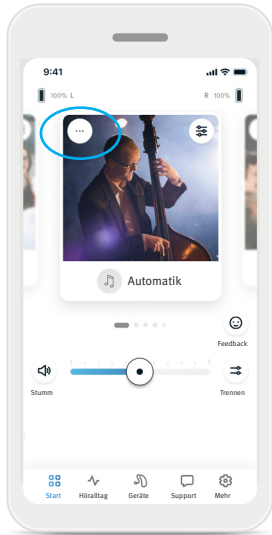 9:41
100% L
R 100%
...
Automatik
Feedback
Stumm
Trennen
Start
Höralltag
Geräte
Support
Mehr